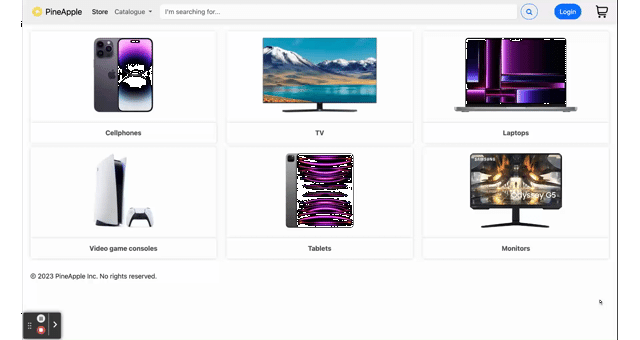 PineApple Store Catalogue I'm searching for... Login
Cellphones TV Laptops
SAMSUNG
Odyssey G5
Video game consoles Tablets Monitors
© 2023 PineApple Inc. No rights reserved.